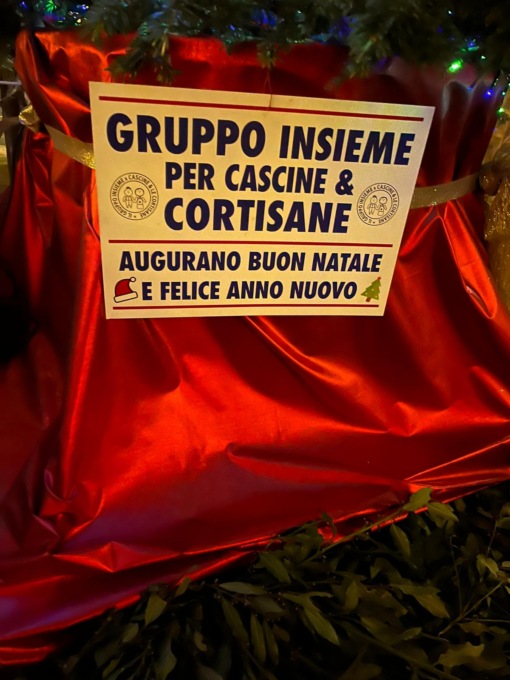 GRUPPO INSIEME
PER CASCINE &
CORTISANE
AUGURANO BUON NATALE
E FELICE ANNO NUOVO